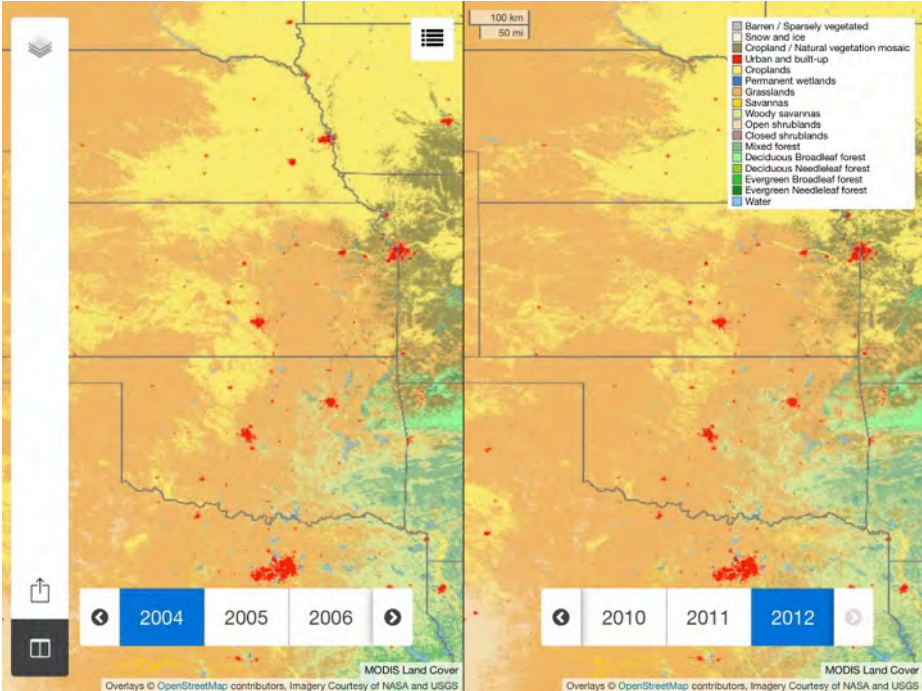 100 km
50 mi
Barren / Sparsely vegetated
Snow and ice
Cropland / Natural vegetation mosaic
Urban and built-up
Croplands
Permanent wetlands
Grasslands
Savannas
Woody savannas
Open shrublands
Closed shrublands
Mixed forest
Deciduous Broadleaf forest
Deciduous Needleleaf forest
Evergreen Broadleaf forest
Evergreen Needleleaf forest
Water
2004 2005 2006
2010 2011 2012
MODIS Land Cover
Overlays © OpenStreetMap contributors, Imagery Courtesy of NASA and USGS
MODIS Land Cover
Overlays © OpenStreetMap contributors, Imagery Courtesy of NASA and USGS